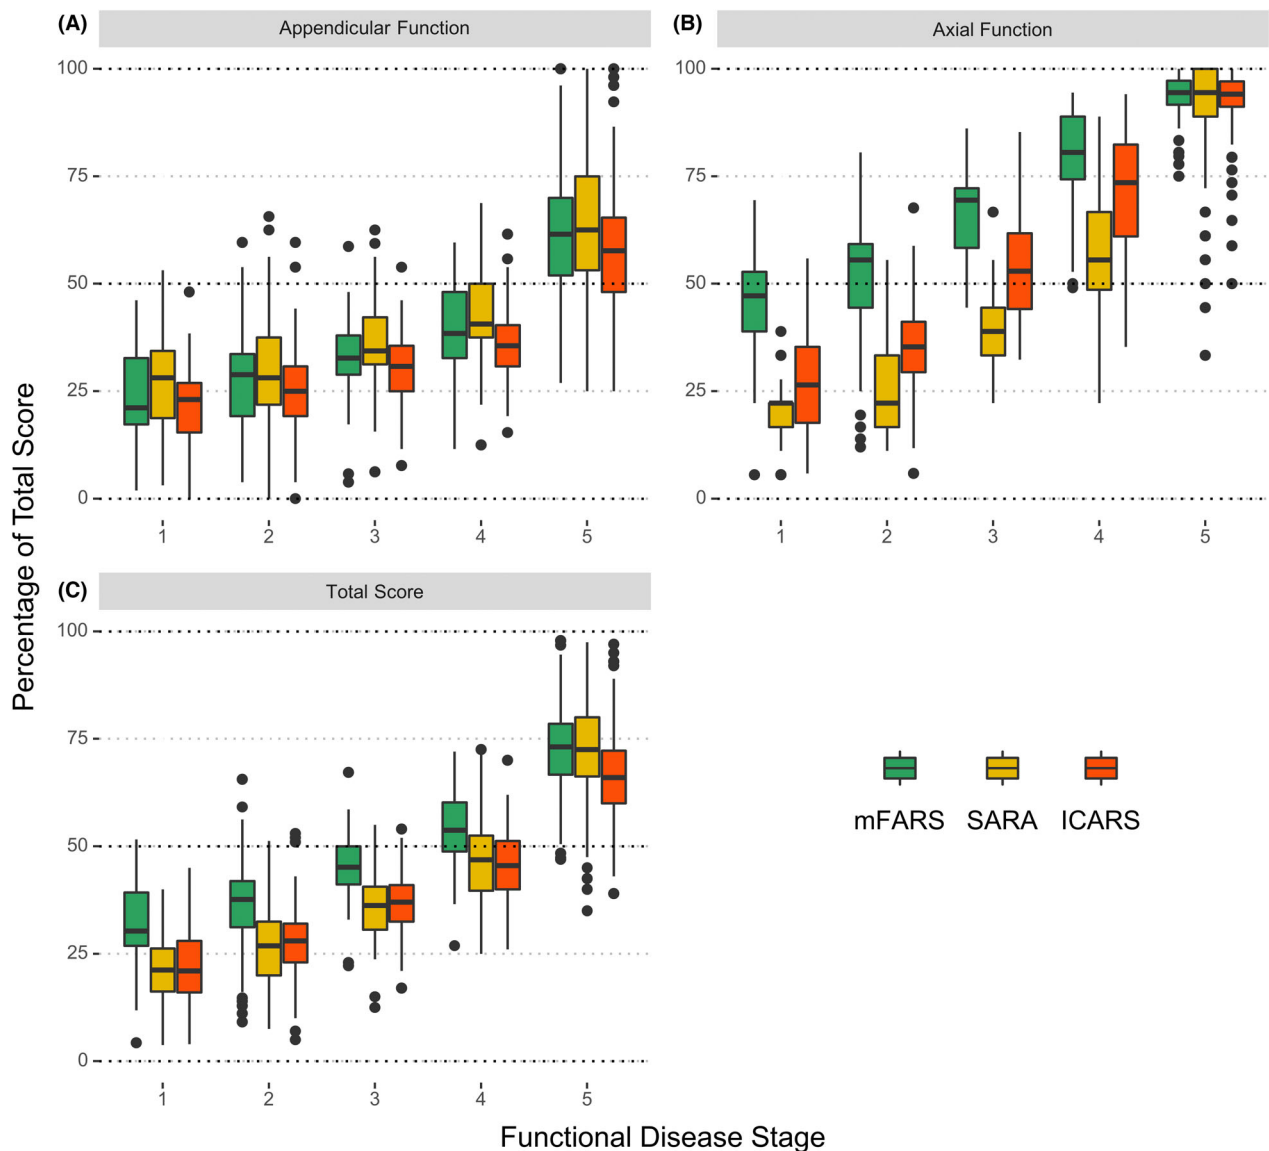 (A)
Appendicular Function
100
75
50
25
0
1 2 3 4 5
(B)
Axial Function
100
75
50
25
0
1 2 3 4 5
(C)
Total Score
100
75
50
25
0
1 2 3 4 5
Percentage of Total Score
Functional Disease Stage
mFARS SARA ICARS